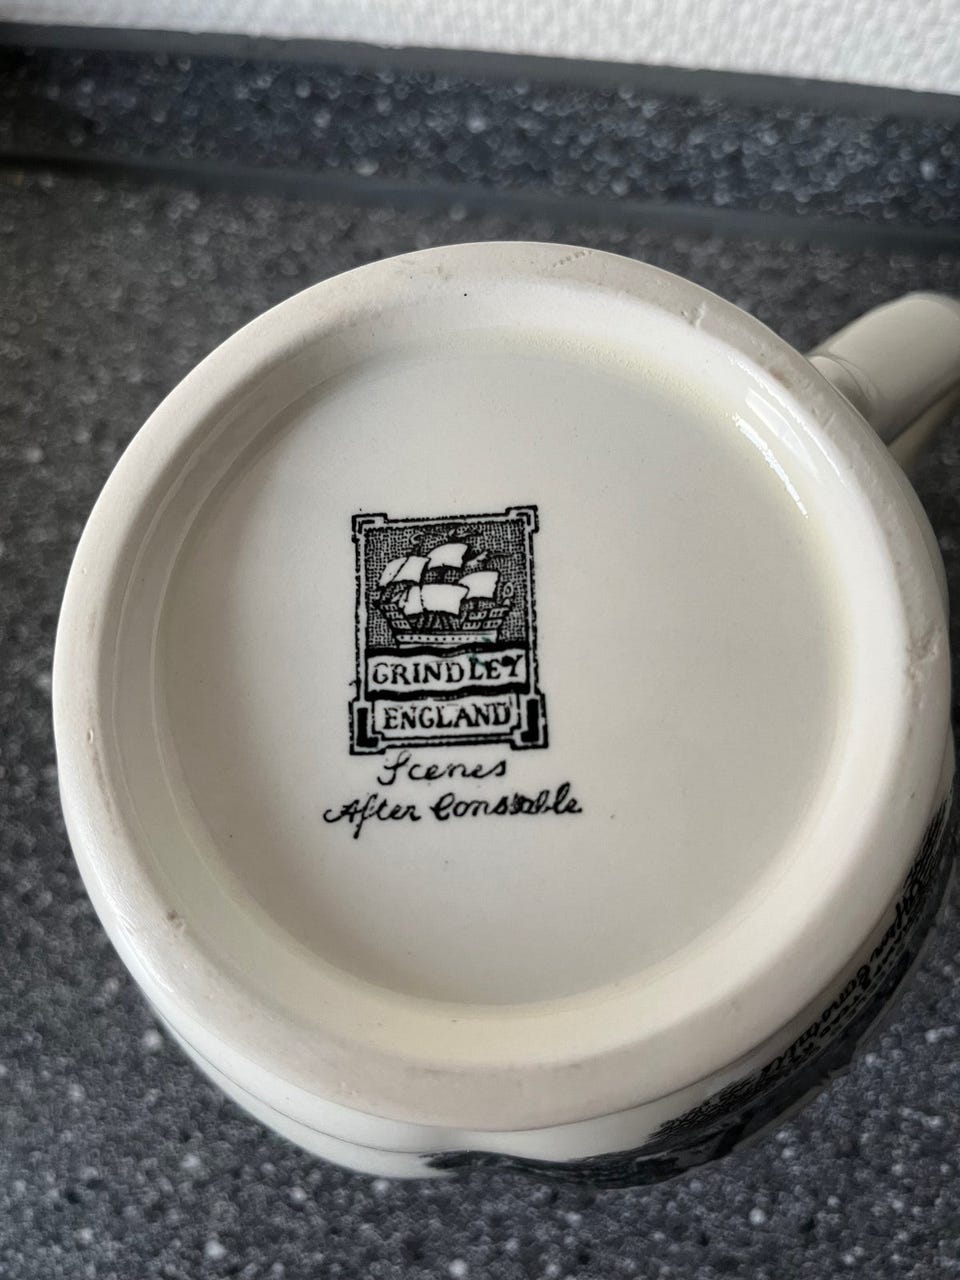 GRINDLEY
ENGLAND
Scenes
After Constable